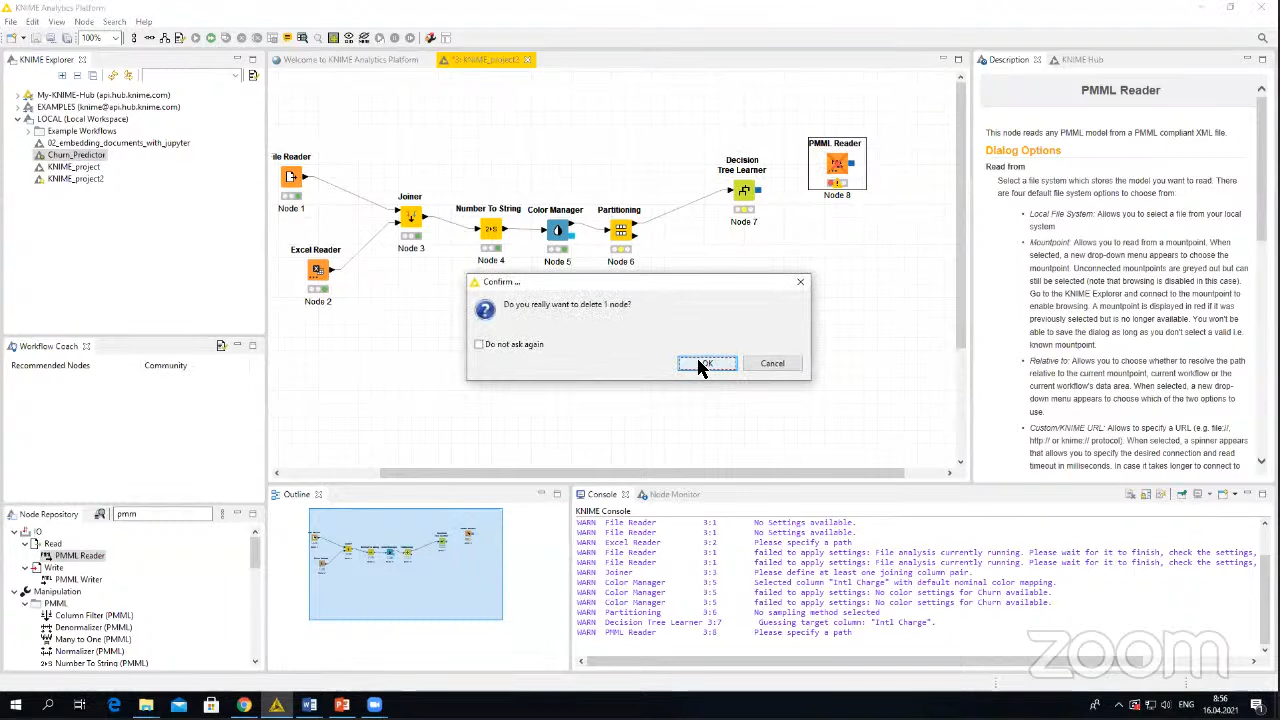 KNIME Analytics Platform
File Edit View Node Search Help
100%
KNIME Explorer
My-KNIME-Hub (api.hub.knime.com)
EXAMPLES (knime@api.hub.knime.com)
LOCAL (Local Workspace)
Example Workflows
02_embedding_documents_with_jupyter
Churn_Predictor
KNIME_project
KNIME_project2
Workflow Coach
Recommended Nodes Community
Node Repository pmm
IO
Read
PMML Reader
Write
PMML Writer
Manipulation
PMML
Column Filter (PMML)
Denormalizer (PMML)
Many to One (PMML)
Normalizer (PMML)
Number To String (PMML)
Welcome to KNIME Analytics Platform
*3: KNIME_project2
File Reader
Node 1
Excel Reader
Node 2
Joiner
Node 3
Number To String
Node 4
Color Manager
Node 5
Partitioning
Node 6
Decision
Tree Learner
Node 7
PMML Reader
Node 8
Confirm ...
Do you really want to delete 1 node?
Do not ask again
OK Cancel
Outline
Description KNIME Hub
PMML Reader
This node reads any PMML model from a PMML compliant XML file.
Dialog Options
Read from
Select a file system which stores the model you want to read. There
are four default file system options to choose from:
Local File System: Allows you to select a file from your local
system
Mountpoint: Allows you to read from a mountpoint. When
selected, a new drop-down menu appears to choose the
mountpoint. Unconnected mountpoints are greyed out but can
still be selected (note that browsing is disabled in this case).
Go to the KNIME Explorer and connect to the mountpoint to
enable browsing. A mountpoint is displayed in red if it was
previously selected but is no longer available. You won't be
able to save the dialog as long as you don't select a valid i.e.
known mountpoint.
Relative to: Allows you to choose whether to resolve the path
relative to the current mountpoint, current workflow or the
current workflow's data area. When selected, a new drop-
down menu appears to choose which of the two options to
use.
Custom/KNIME URL: Allows to specify a URL (e.g. file://,
http:// or knime:// protocol). When selected, a spinner appears
that allows you to specify the desired connection and read
timeout in milliseconds. In case it takes longer to connect to
Console Node Monitor
KNIME Console
WARN File Reader 3:1 No Settings available.
WARN Excel Reader 3:2 Please specify a path
WARN File Reader 3:1 failed to apply settings: File analysis currently running. Please wait for it to finish, check the settings,
WARN File Reader 3:1 failed to apply settings: File analysis currently running. Please wait for it to finish, check the settings,
WARN Joiner 3:3 Please define at least one joining column pair.
WARN Color Manager 3:5 Selected column "Intl Charge" with default nominal color mapping.
WARN Color Manager 3:5 failed to apply settings: No color settings for Churn available.
WARN Color Manager 3:5 failed to apply settings: No color settings for Churn available.
WARN Partitioning 3:6 No sampling method selected
WARN Decision Tree Learner 3:7 Guessing target column: "Intl Charge".
WARN PMML Reader 3:8 Please specify a path
zoom
ENG
8:56
16.04.2021